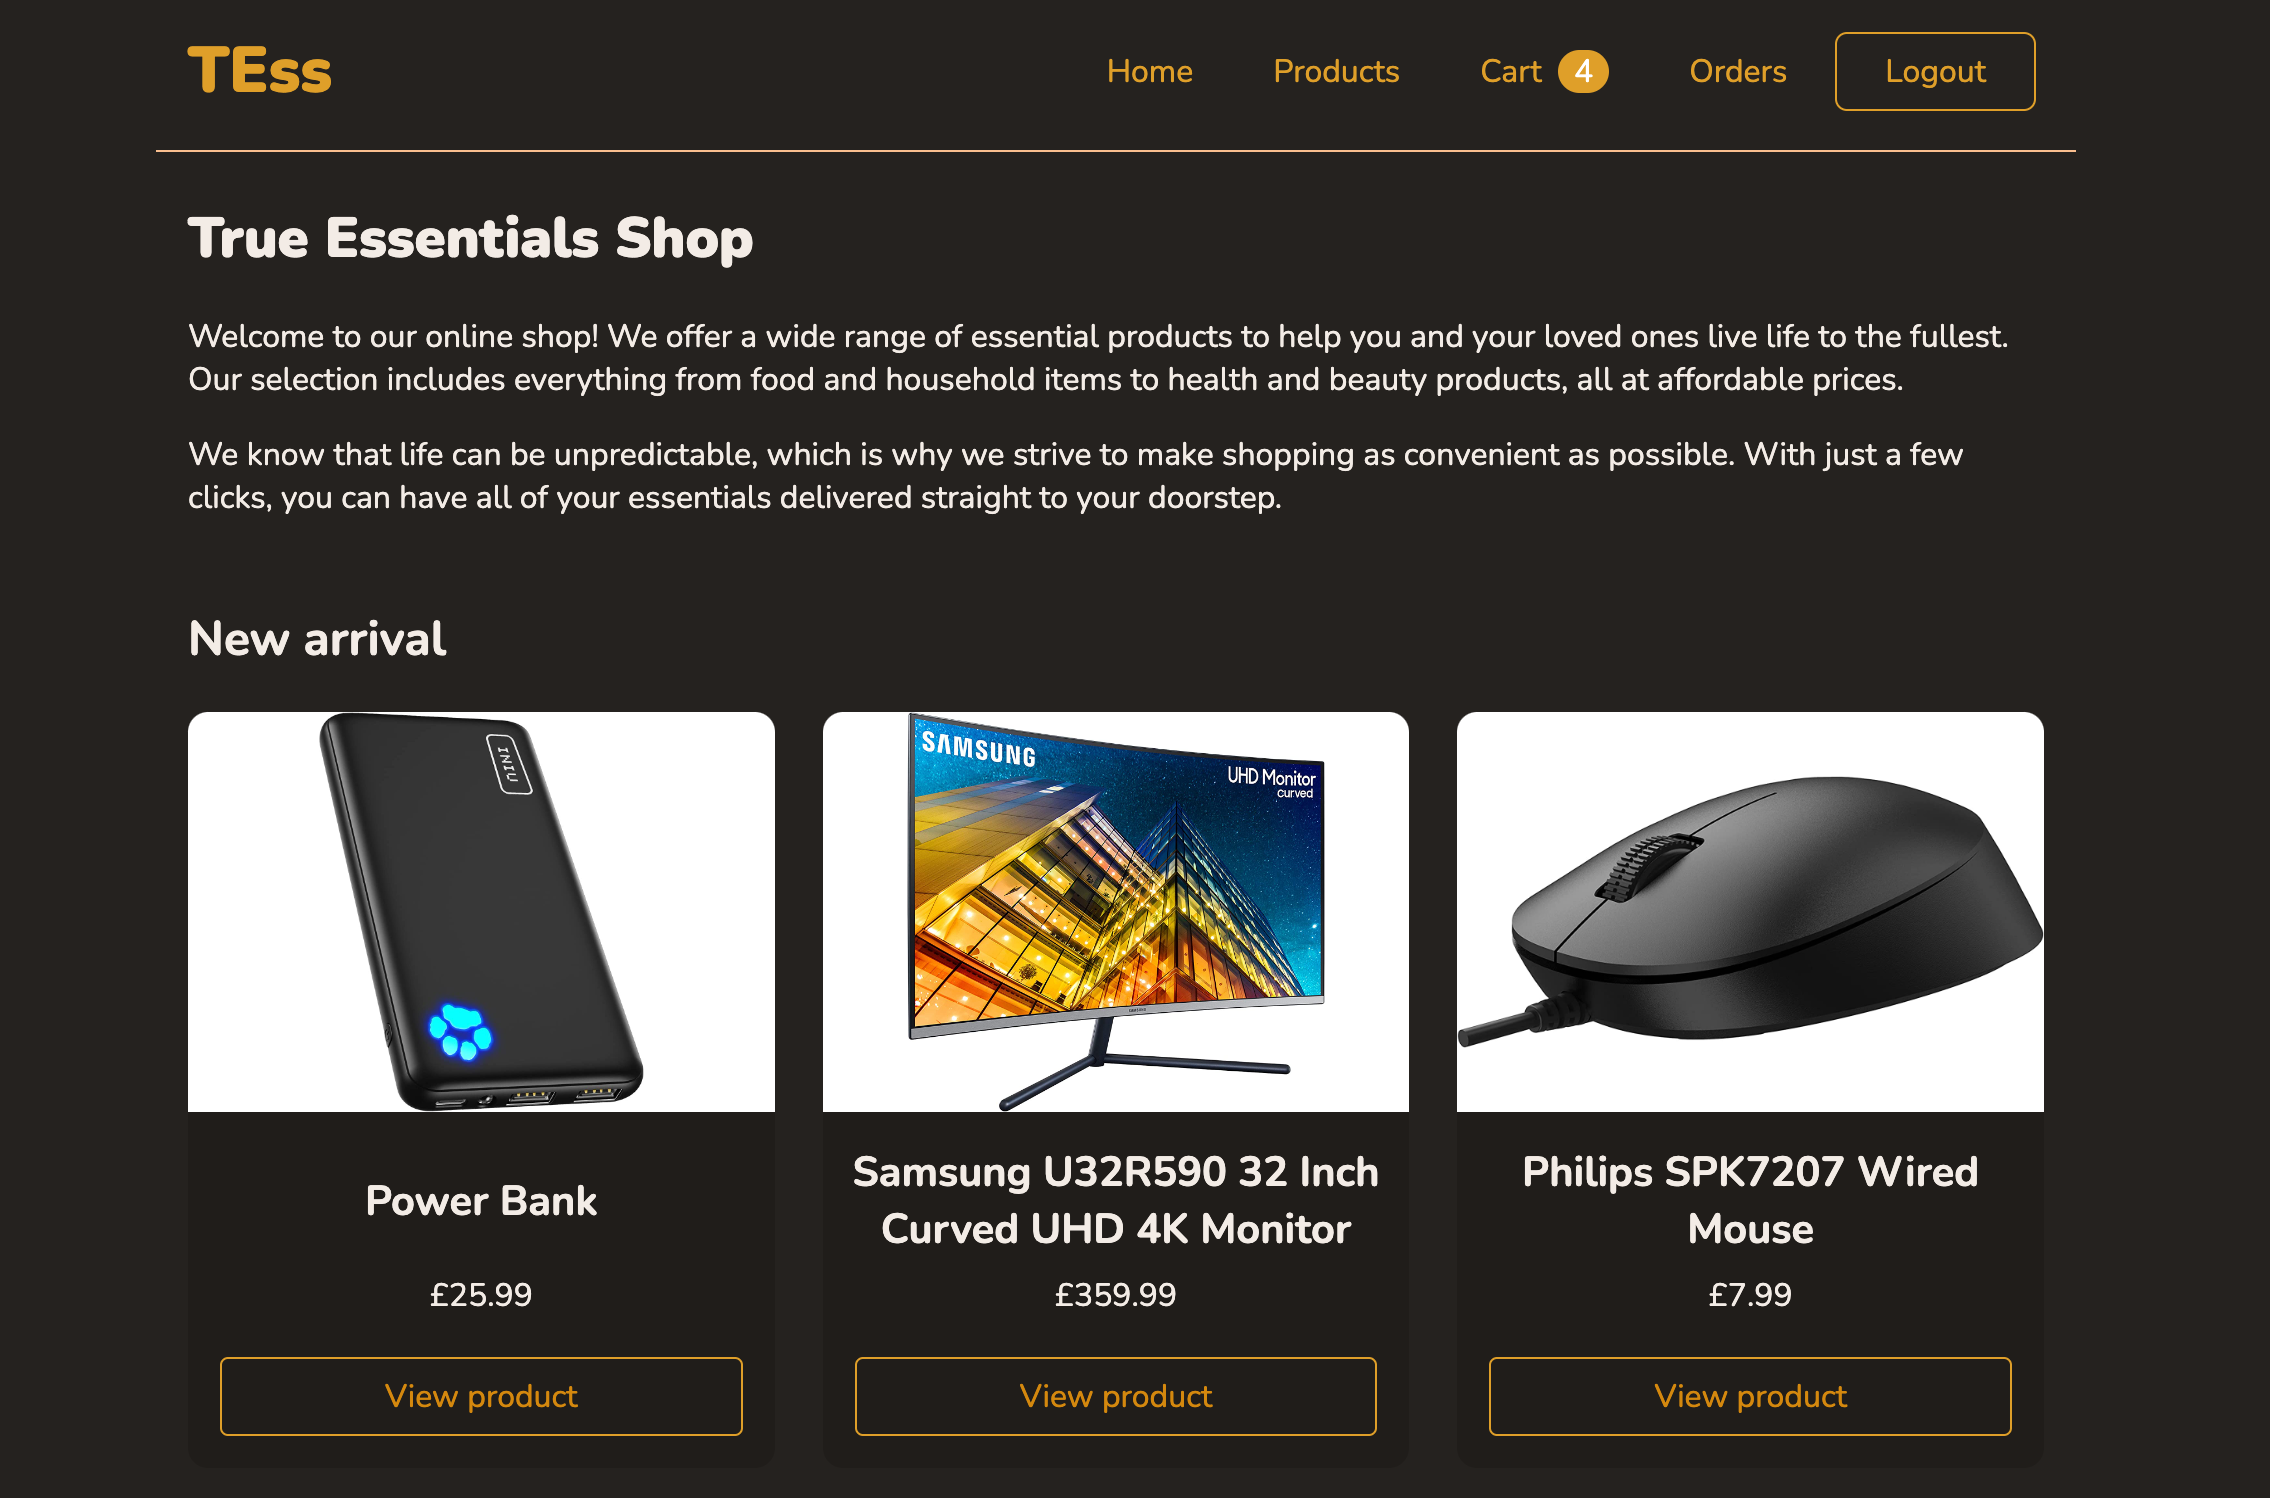 TEss
Home Products Cart 4 Orders Logout
True Essentials Shop
Welcome to our online shop! We offer a wide range of essential products to help you and your loved ones live life to the fullest.
Our selection includes everything from food and household items to health and beauty products, all at affordable prices.
We know that life can be unpredictable, which is why we strive to make shopping as convenient as possible. With just a few
clicks, you can have all of your essentials delivered straight to your doorstep.
New arrival
INIU
SAMSUNG
UHD Monitor
curved
SAMSUNG
Power Bank
£25.99
View product
Samsung U32R590 32 Inch
Curved UHD 4K Monitor
£359.99
View product
Philips SPK7207 Wired
Mouse
£7.99
View product